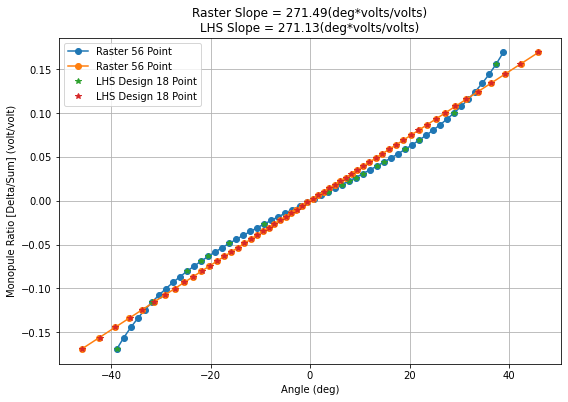 Raster Slope = 271.49(deg*volts/volts)
LHS Slope = 271.13(deg*volts/volts)
Raster 56 Point
Raster 56 Point
LHS Design 18 Point
LHS Design 18 Point
Monopule Ratio [Delta/Sum] (volt/volt)
0.15
0.10
0.05
0.00
−0.05
−0.10
−0.15
−40
−20
0
20
40
Angle (deg)